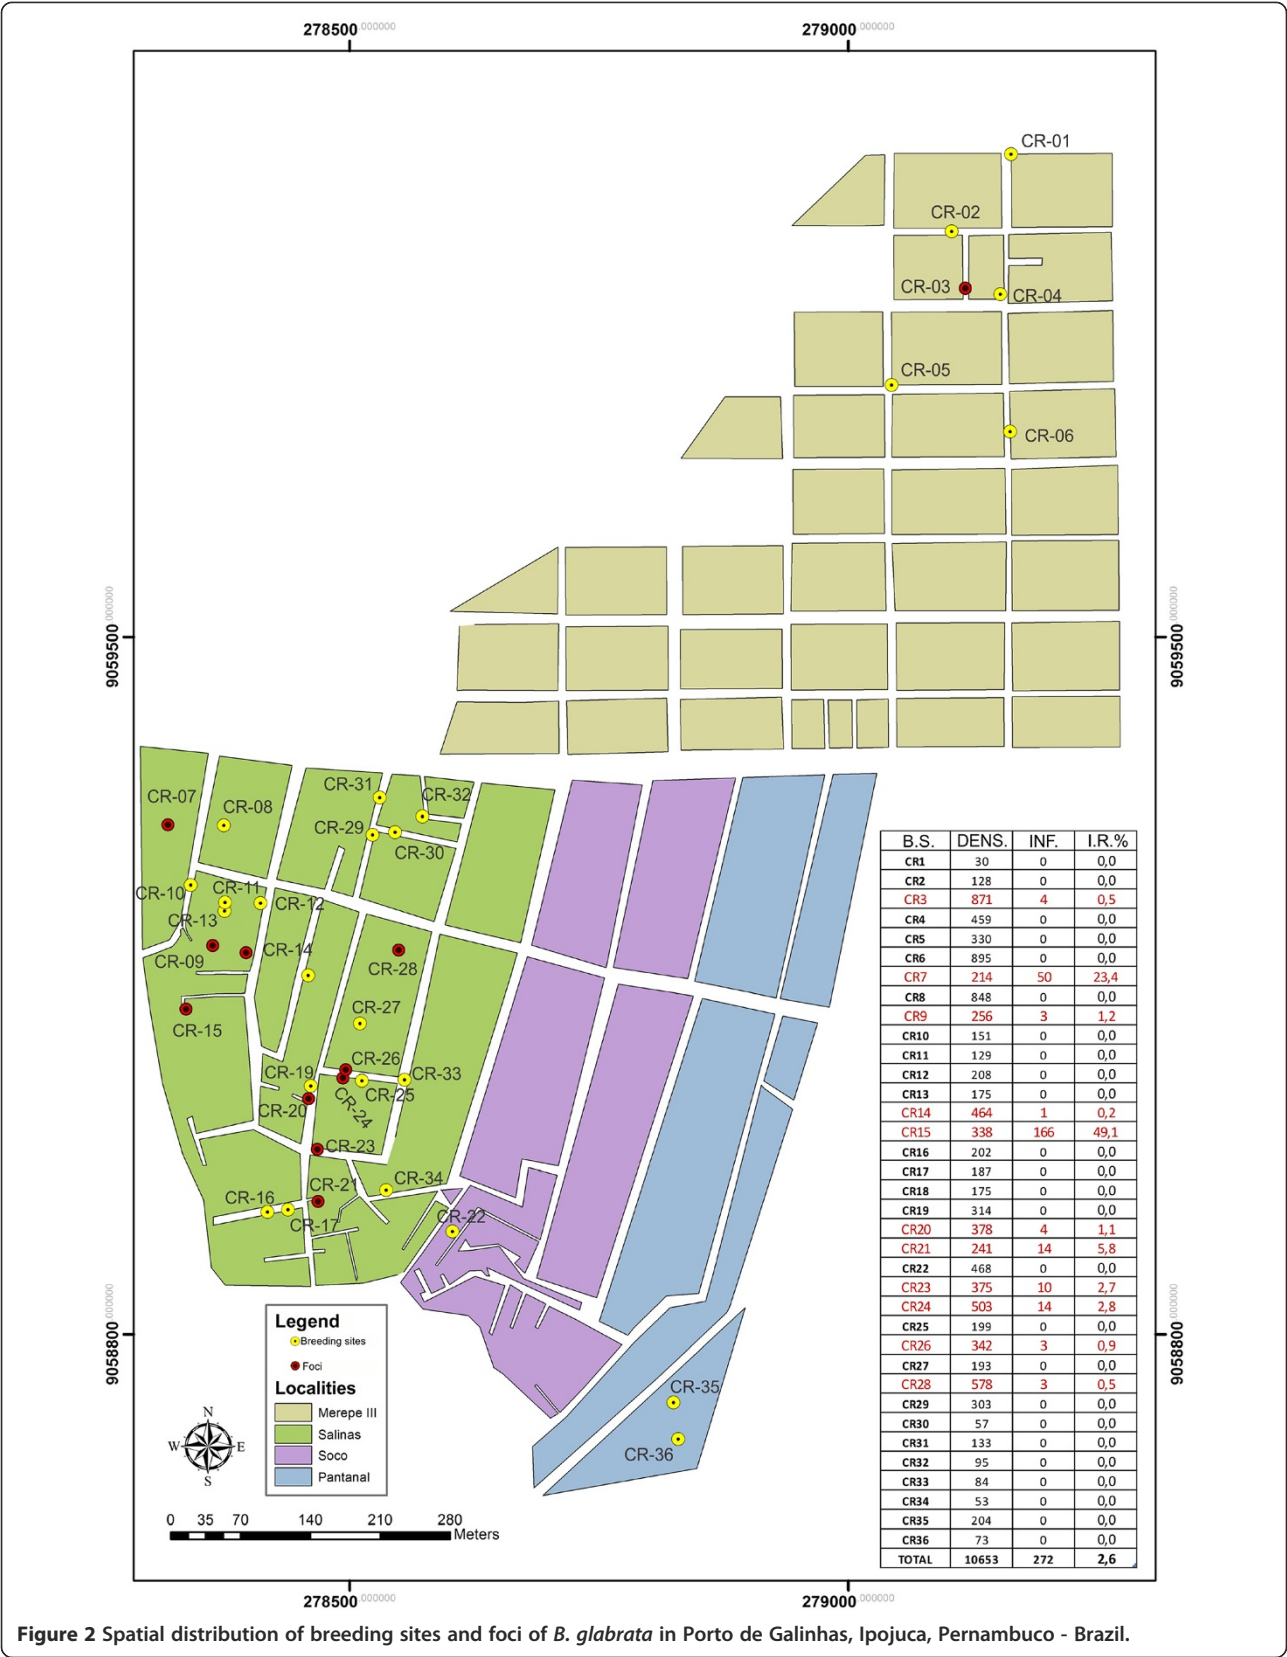 278500.000000 279000.000000
CR-01
CR-02
CR-03
CR-04
CR-05
CR-06
9059500.000000 9059500.000000
CR-31
CR-32
CR-07
CR-08
CR-29
CR-30
CR-10
CR-11
CR-12
CR-13
CR-09
CR-14
CR-28
CR-15
CR-27
CR-26
CR-19
CR-33
CR-25
CR-20
CR-24
CR-23
CR-34
CR-21
CR-16
CR-17
CR-22
CR-35
CR-36
9058800.000000 9058800.000000
Legend
Breeding sites
Foci
Localities
Merepe III
Salinas
Soco
Pantanal
N
W E
S
0 35 70 140 210 280
Meters
B.S. DENS. INF. I.R.%
CR1 30 0 0,0
CR2 128 0 0,0
CR3 871 4 0,5
CR4 459 0 0,0
CR5 330 0 0,0
CR6 895 0 0,0
CR7 214 50 23,4
CR8 848 0 0,0
CR9 256 3 1,2
CR10 151 0 0,0
CR11 129 0 0,0
CR12 208 0 0,0
CR13 175 0 0,0
CR14 464 1 0,2
CR15 338 166 49,1
CR16 202 0 0,0
CR17 187 0 0,0
CR18 175 0 0,0
CR19 314 0 0,0
CR20 378 4 1,1
CR21 241 14 5,8
CR22 468 0 0,0
CR23 375 10 2,7
CR24 503 14 2,8
CR25 199 0 0,0
CR26 342 3 0,9
CR27 193 0 0,0
CR28 578 3 0,5
CR29 303 0 0,0
CR30 57 0 0,0
CR31 133 0 0,0
CR32 95 0 0,0
CR33 84 0 0,0
CR34 53 0 0,0
CR35 204 0 0,0
CR36 73 0 0,0
TOTAL 10653 272 2,6
278500.000000 279000.000000
Figure 2 Spatial distribution of breeding sites and foci of B. glabrata in Porto de Galinhas, Ipojuca, Pernambuco - Brazil.